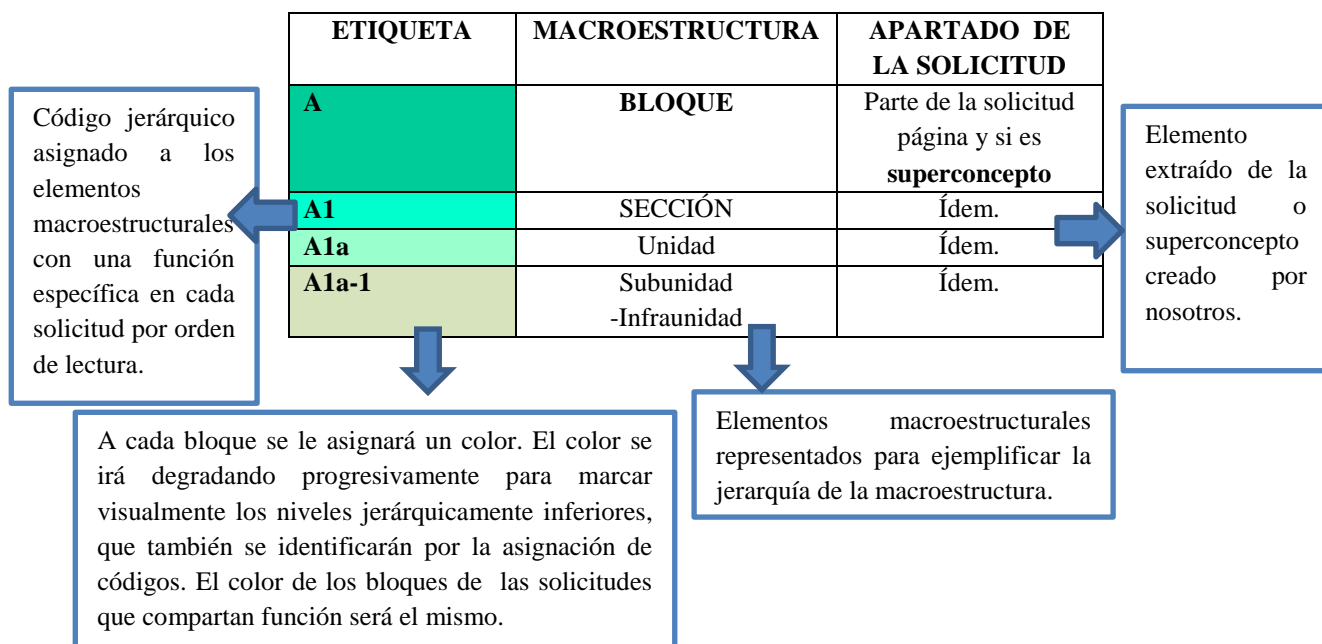 ETIQUETA MACROESTRUCTURA APARTADO DE
LA SOLICITUD
A BLOQUE Parte de la solicitud
página y si es
superconcepto
A1 SECCIÓN Ídem.
A1a Unidad Ídem.
A1a-1 Subunidad Ídem.
-Infraunidad
Código jerárquico
asignado a los
elementos
macroestructurales
con una función
específica en cada
solicitud por orden
de lectura.
Elemento
extraído de la
solicitud o
superconcepto
creado por
nosotros.
A cada bloque se le asignará un color. El color se
irá degradando progresivamente para marcar
visualmente los niveles jerárquicamente inferiores,
que también se identificarán por la asignación de
códigos. El color de los bloques de las solicitudes
que compartan función será el mismo.
Elementos macroestructurales
representados para ejemplificar la
jerarquía de la macroestructura.